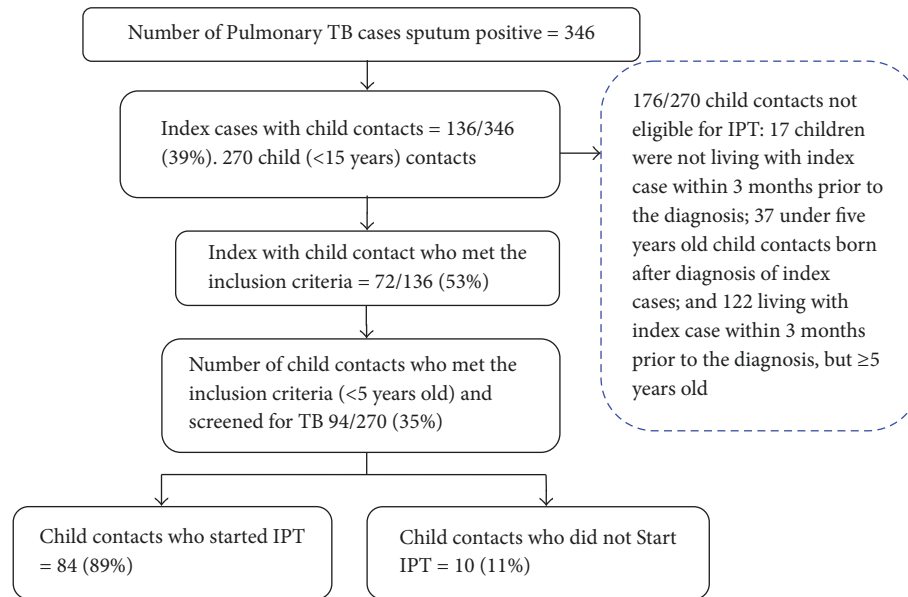 Number of Pulmonary TB cases sputum positive = 346
Index cases with child contacts = 136/346
(39%). 270 child (<15 years) contacts
176/270 child contacts not
eligible for IPT: 17 children
were not living with index
case within 3 months prior to
the diagnosis; 37 under five
years old child contacts born
after diagnosis of index
cases; and 122 living with
index case within 3 months
prior to the diagnosis, but ≥5
years old
Index with child contact who met the
inclusion criteria = 72/136 (53%)
Number of child contacts who met the
inclusion criteria (<5 years old) and
screened for TB 94/270 (35%)
Child contacts who started IPT
= 84 (89%)
Child contacts who did not Start
IPT = 10 (11%)